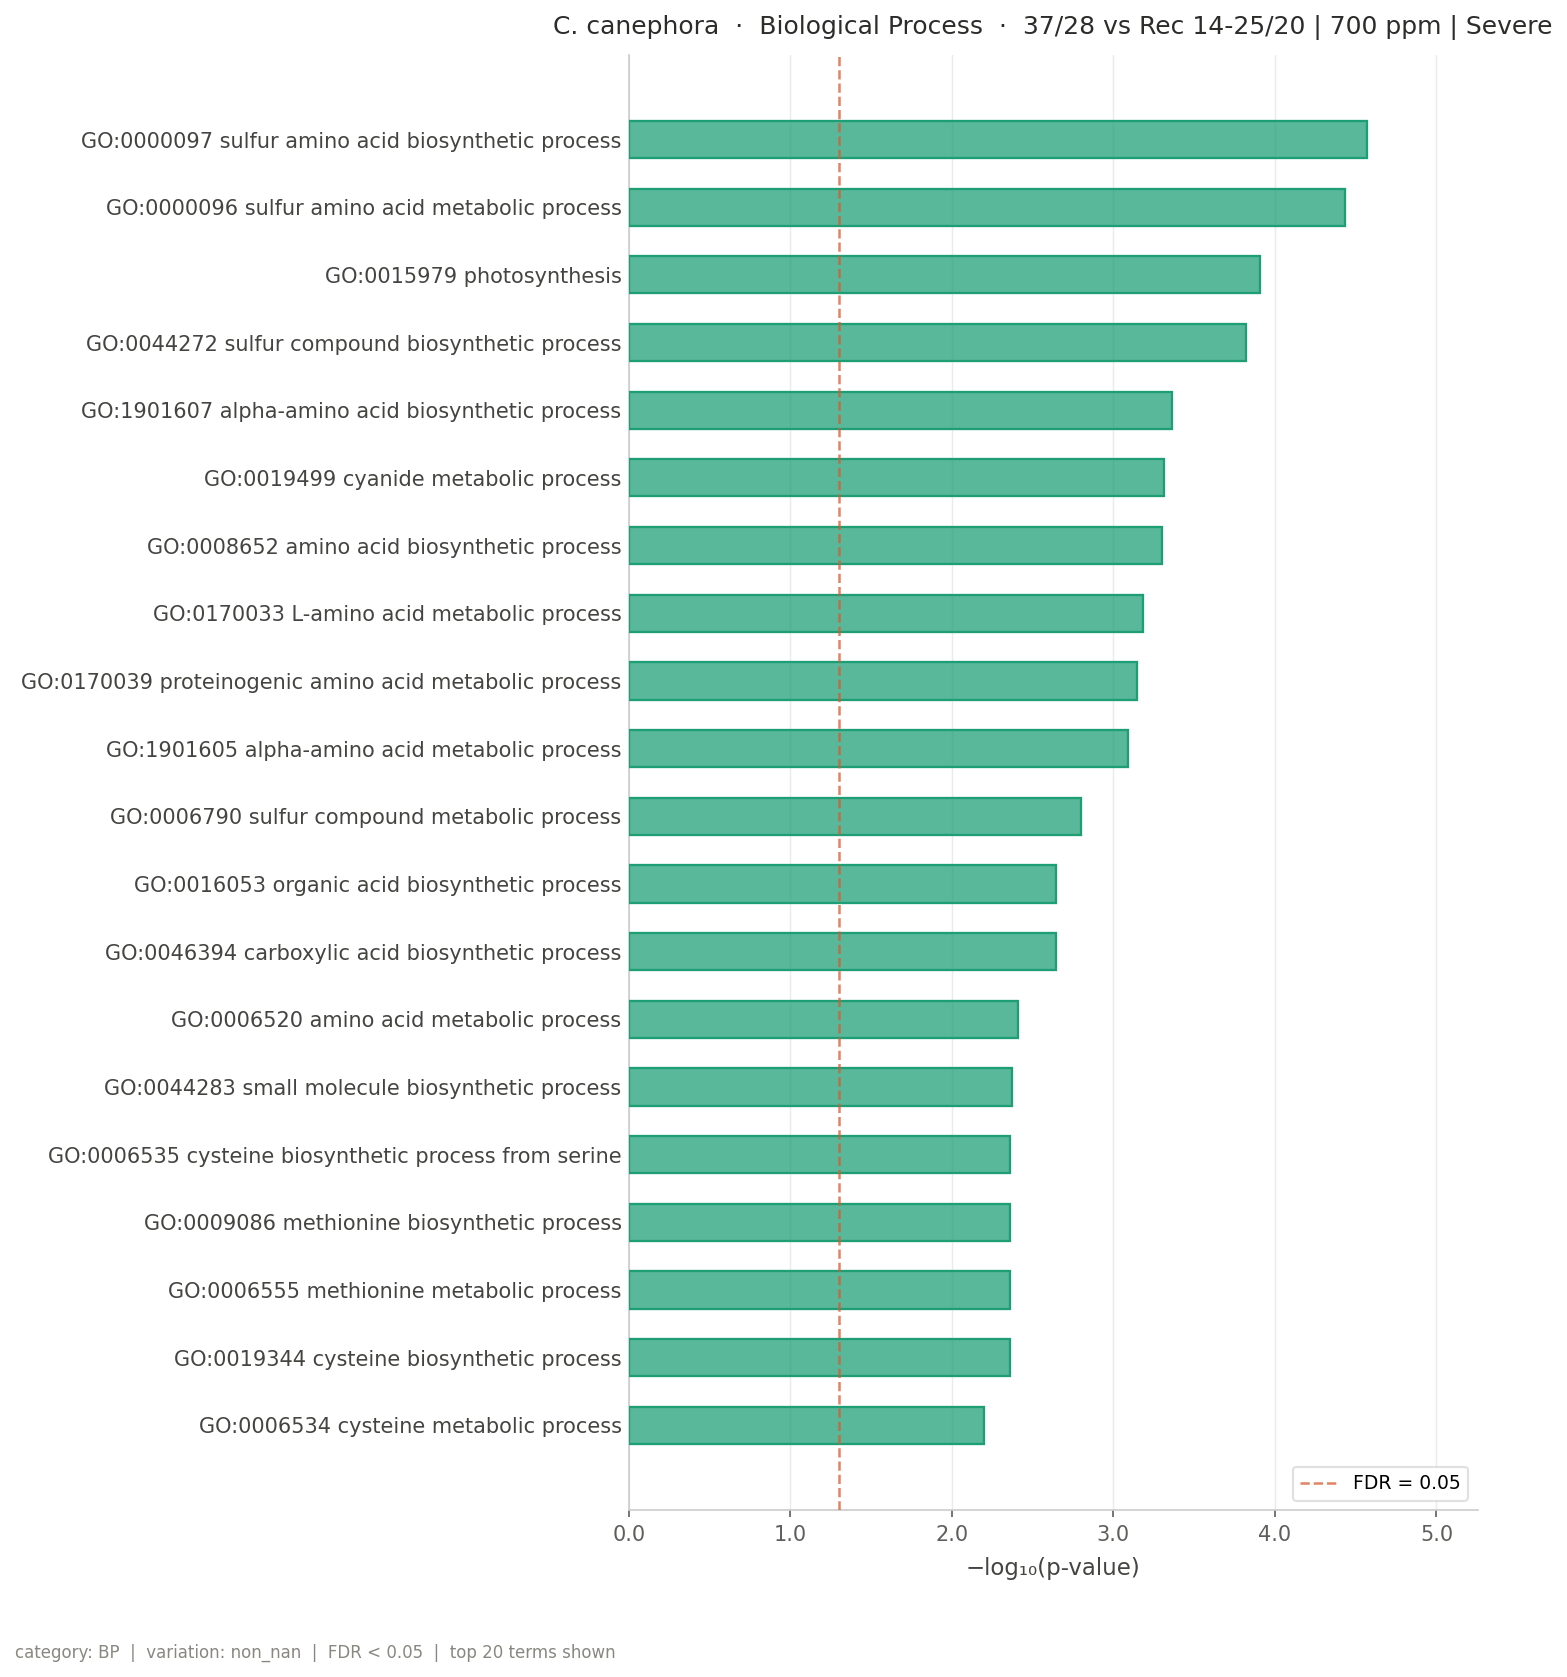 C. canephora · Biological Process · 37/28 vs Rec 14-25/20 | 700 ppm | Severe
GO:0000097 sulfur amino acid biosynthetic process
GO:0000096 sulfur amino acid metabolic process
GO:0015979 photosynthesis
GO:0044272 sulfur compound biosynthetic process
GO:1901607 alpha-amino acid biosynthetic process
GO:0019499 cyanide metabolic process
GO:0008652 amino acid biosynthetic process
GO:0170033 L-amino acid metabolic process
GO:0170039 proteinogenic amino acid metabolic process
GO:1901605 alpha-amino acid metabolic process
GO:0006790 sulfur compound metabolic process
GO:0016053 organic acid biosynthetic process
GO:0046394 carboxylic acid biosynthetic process
GO:0006520 amino acid metabolic process
GO:0044283 small molecule biosynthetic process
GO:0006535 cysteine biosynthetic process from serine
GO:0009086 methionine biosynthetic process
GO:0006555 methionine metabolic process
GO:0019344 cysteine biosynthetic process
GO:0006534 cysteine metabolic process
FDR = 0.05
0.0 1.0 2.0 3.0 4.0 5.0
−log₁₀(p-value)
category: BP | variation: non_nan | FDR < 0.05 | top 20 terms shown